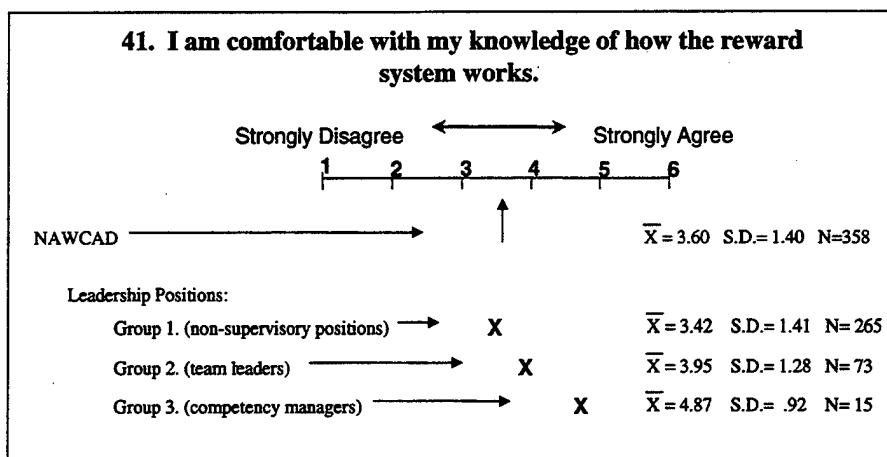 41. I am comfortable with my knowledge of how the reward
system works.
Strongly Disagree Strongly Agree
1 2 3 4 5 6
NAWCAD X̅ = 3.60 S.D.= 1.40 N=358
Leadership Positions:
Group 1. (non-supervisory positions) X X̅ = 3.42 S.D.= 1.41 N= 265
Group 2. (team leaders) X X̅ = 3.95 S.D.= 1.28 N= 73
Group 3. (competency managers) X X̅ = 4.87 S.D.= .92 N= 15